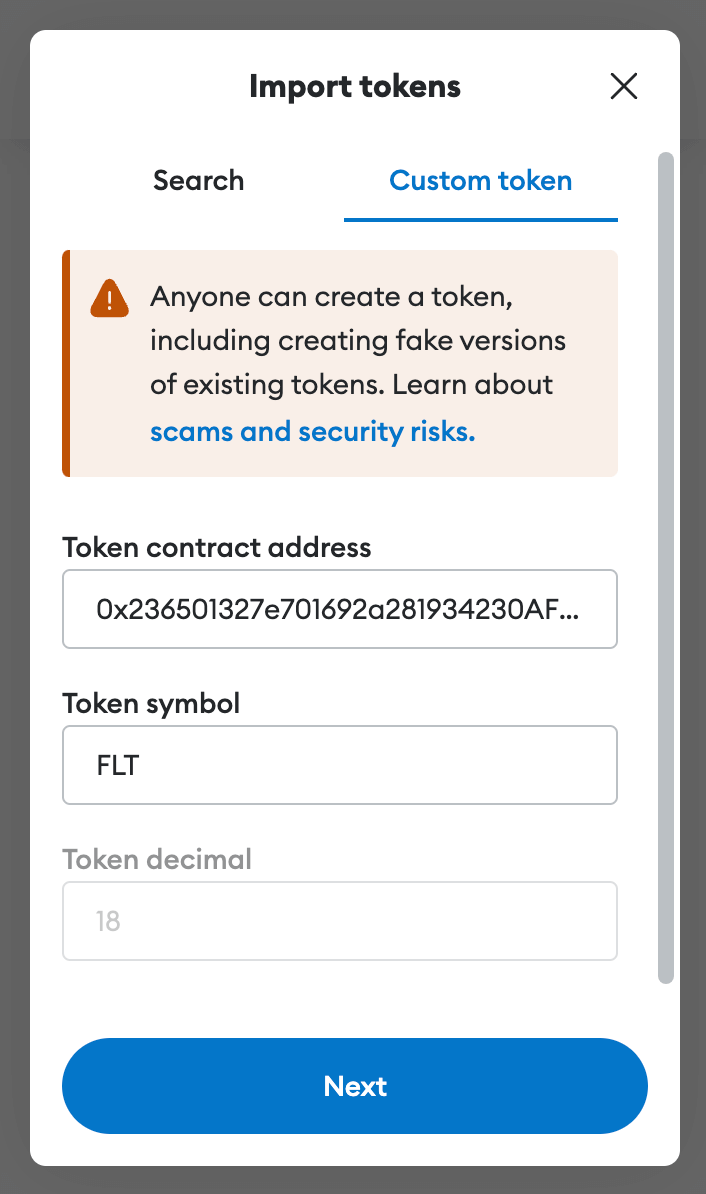 Import tokens
Search
Custom token
Anyone can create a token,
including creating fake versions
of existing tokens. Learn about
scams and security risks.
Token contract address
0x236501327e701692a281934230AF...
Token symbol
FLT
Token decimal
18
Next